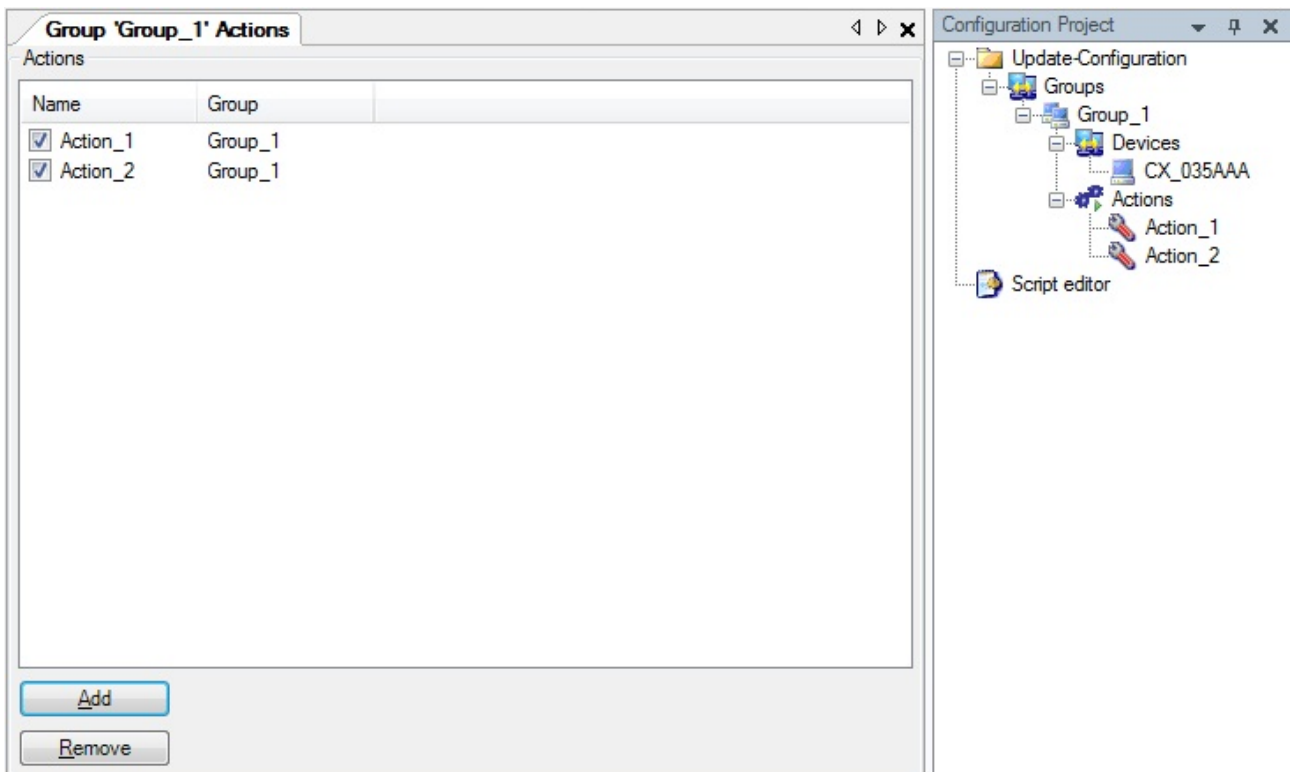 Group 'Group_1' Actions
Actions
Name Group
Action_1 Group_1
Action_2 Group_1
Add
Remove
Configuration Project
Update-Configuration
Groups
Group_1
Devices
CX_035AAA
Actions
Action_1
Action_2
Script editor